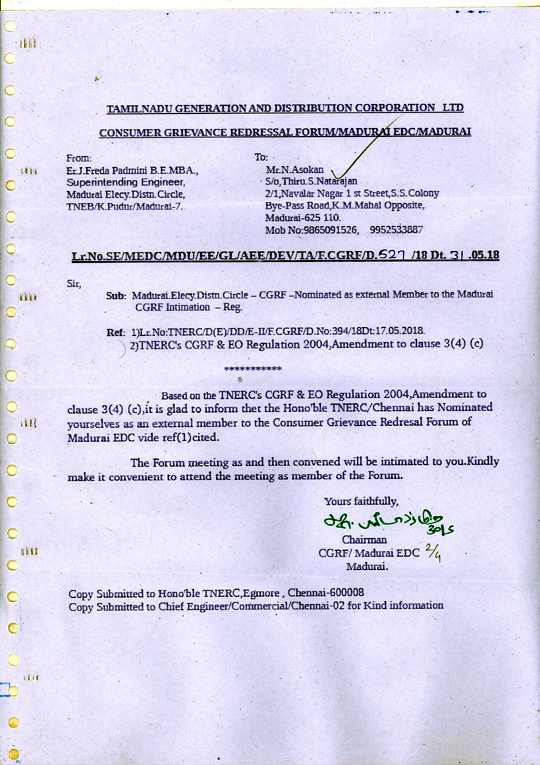 TAMILNADU GENERATION AND DISTRIBUTION CORPORATION LTD
CONSUMER GRIEVANCE REDRESSAL FORUM/MADURAI EDC/MADURAI
From:
Er.J.Freda Padmini B.E.MBA.,
Superintending Engineer,
Madurai Elecy.Distn.Circle,
TNEB/K.Pudur/Madurai-7.
To:
Mr.N.Asokan
S/o,Thiru.S.Natarajan
2/1,Navalar Nagar 1 st Street,S.S.Colony
Bye-Pass Road,K.M.Mahal Opposite,
Madurai-625 110.
Mob No:9865091526, 9952533887
Lr.No.SE/MEDC/MDU/EE/GL/AEE/DEV/TA/F.CGRF/D.527 /18 Dt. 31 .05.18
Sir,
Sub: Madurai.Elecy.Distn.Circle – CGRF –Nominated as external Member to the Madurai
CGRF Intimation – Reg.
Ref: 1)Lr.No:TNERC/D(E)/DD/E-II/F.CGRF/D.No:394/18Dt:17.05.2018.
2)TNERC's CGRF & EO Regulation 2004,Amendment to clause 3(4) (c)
***********
Based on the TNERC's CGRF & EO Regulation 2004,Amendment to
clause 3(4) (c),it is glad to inform thet the Hono'ble TNERC/Chennai has Nominated
yourselves as an external member to the Consumer Grievance Redresal Forum of
Madurai EDC vide ref(1)cited.
The Forum meeting as and then convened will be intimated to you.Kindly
make it convenient to attend the meeting as member of the Forum.
Yours faithfully,
30/5
Chairman
CGRF/ Madurai EDC 2/4
Madurai.
Copy Submitted to Hono'ble TNERC,Egmore , Chennai-600008
Copy Submitted to Chief Engineer/Commercial/Chennai-02 for Kind information